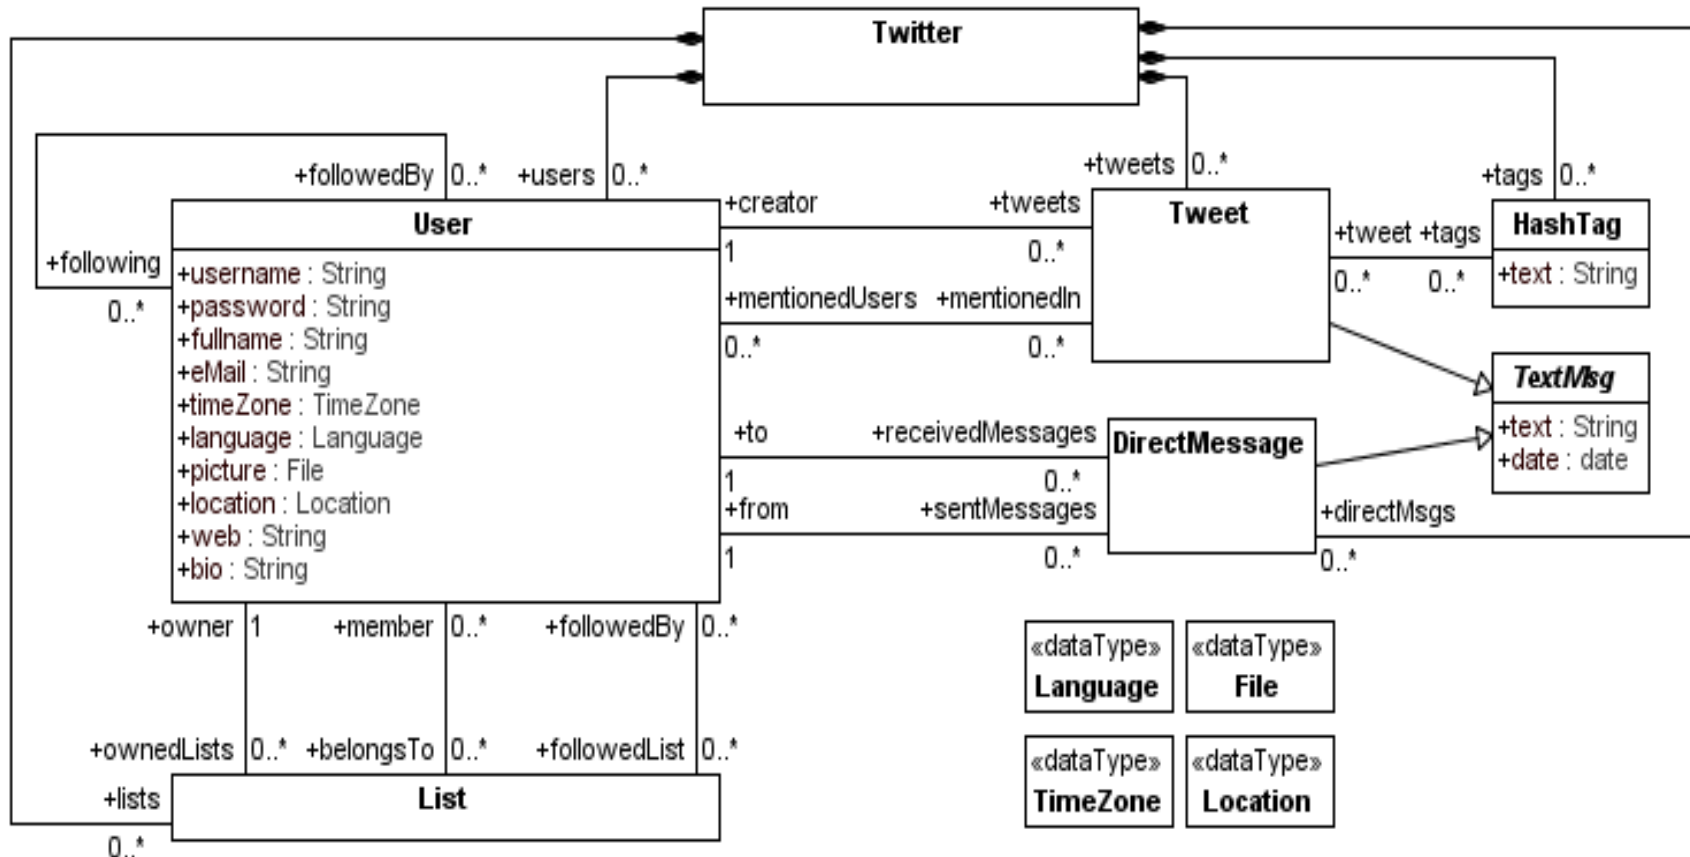 Twitter
+followedBy 0..* +users 0..*
+tweets 0..*
+tags 0..*
User
+creator +tweets
1 0..*
Tweet
HashTag
+text : String
+tweet +tags
0..* 0..*
+following
0..*
+username : String
+password : String
+fullname : String
+eMail : String
+timeZone : TimeZone
+language : Language
+picture : File
+location : Location
+web : String
+bio : String
+mentionedUsers +mentionedIn
0..* 0..*
TextMsg
+text : String
+date : date
+to +receivedMessages
1 0..*
DirectMessage
+from +sentMessages
1 0..*
+directMsgs
0..*
+owner 1 +member 0..* +followedBy 0..*
+ownedLists 0..* +belongsTo 0..* +followedList 0..*
+lists
0..*
List
«dataType»
Language
«dataType»
File
«dataType»
TimeZone
«dataType»
Location